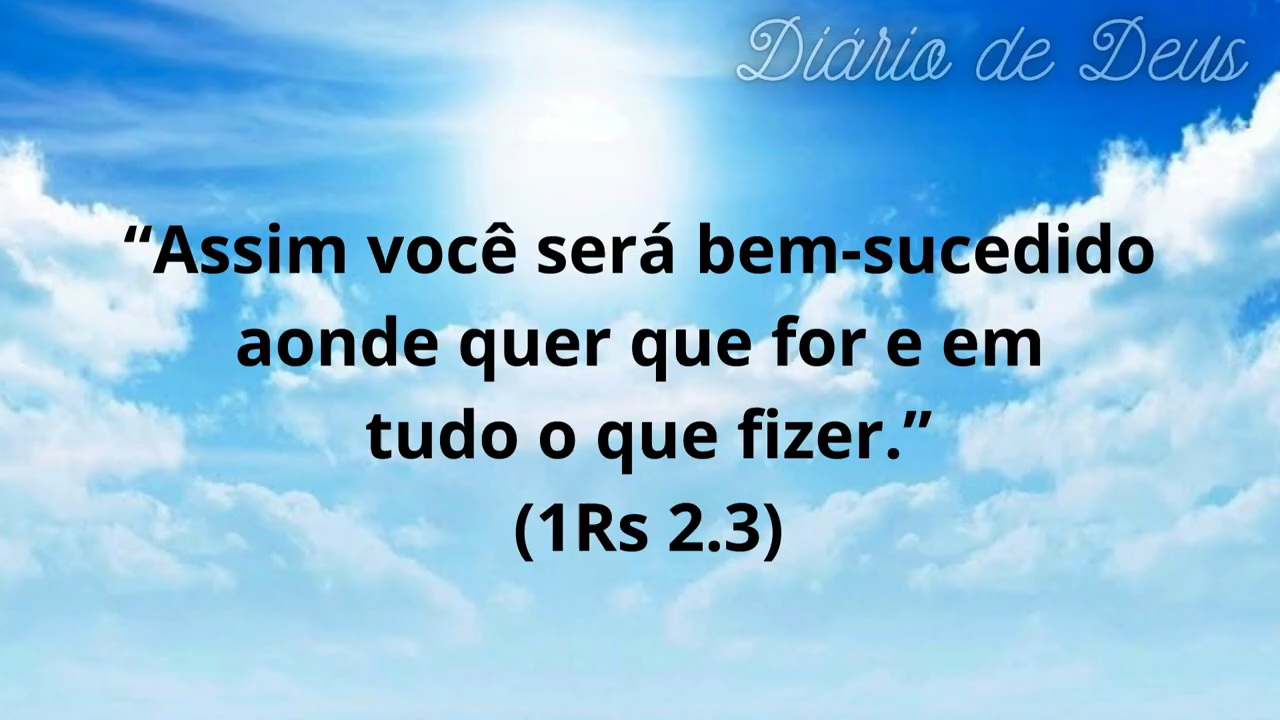 Diário de Deus
“Assim você será bem-sucedido
aonde quer que for e em
tudo o que fizer.”
(1Rs 2.3)